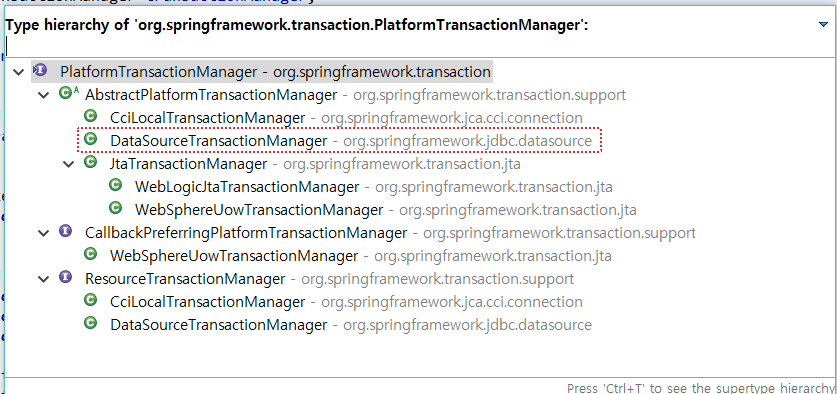 Type hierarchy of 'org.springframework.transaction.PlatformTransactionManager':
PlatformTransactionManager - org.springframework.transaction
AbstractPlatformTransactionManager - org.springframework.transaction.support
CciLocalTransactionManager - org.springframework.jca.cci.connection
DataSourceTransactionManager - org.springframework.jdbc.datasource
JtaTransactionManager - org.springframework.transaction.jta
WebLogicJtaTransactionManager - org.springframework.transaction.jta
WebSphereUowTransactionManager - org.springframework.transaction.jta
CallbackPreferringPlatformTransactionManager - org.springframework.transaction.support
WebSphereUowTransactionManager - org.springframework.transaction.jta
ResourceTransactionManager - org.springframework.transaction.support
CciLocalTransactionManager - org.springframework.jca.cci.connection
DataSourceTransactionManager - org.springframework.jdbc.datasource
Press 'Ctrl+T' to see the supertype hierarchy